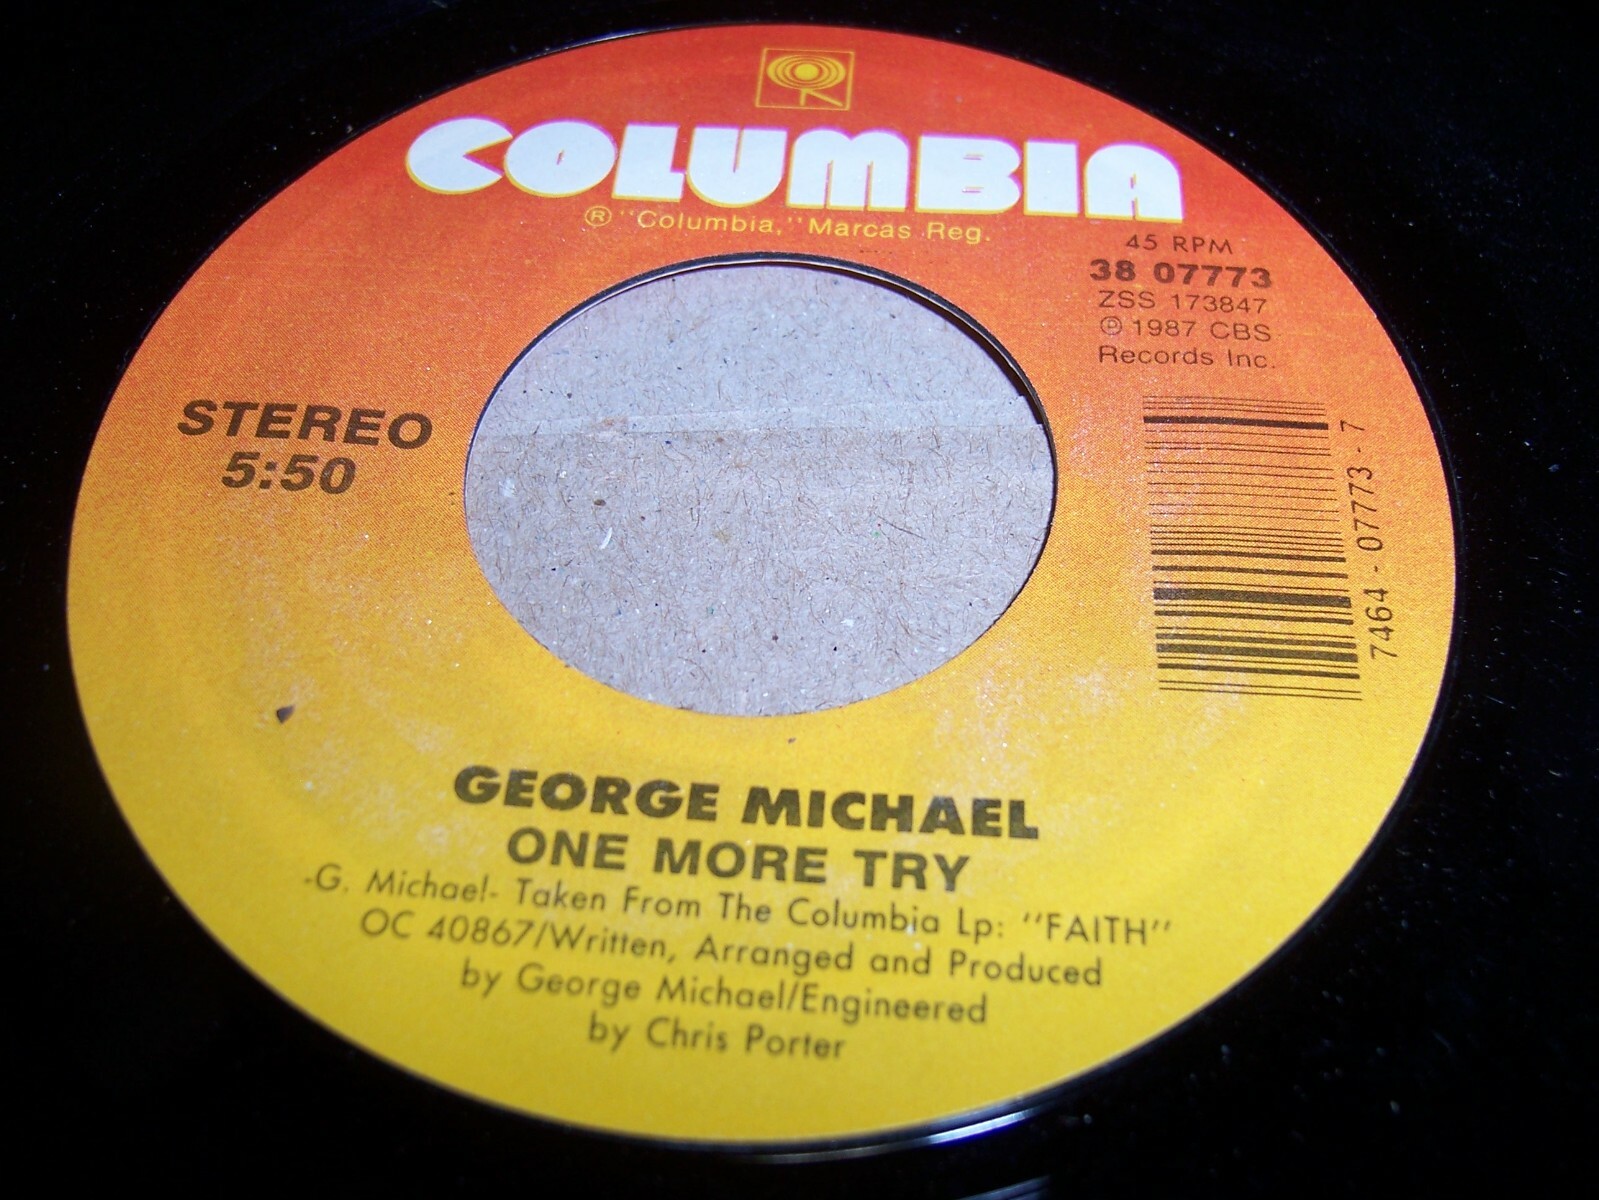 COLUMBIA
® "Columbia," Marcas Reg.
45 RPM
38 07773
ZSS 173847
℗ 1987 CBS
Records Inc.
STEREO
5:50
7464 - 07773 - 7
GEORGE MICHAEL
ONE MORE TRY
-G. Michael- Taken From The Columbia Lp: "FAITH"
OC 40867/Written, Arranged and Produced
by George Michael/Engineered
by Chris Porter